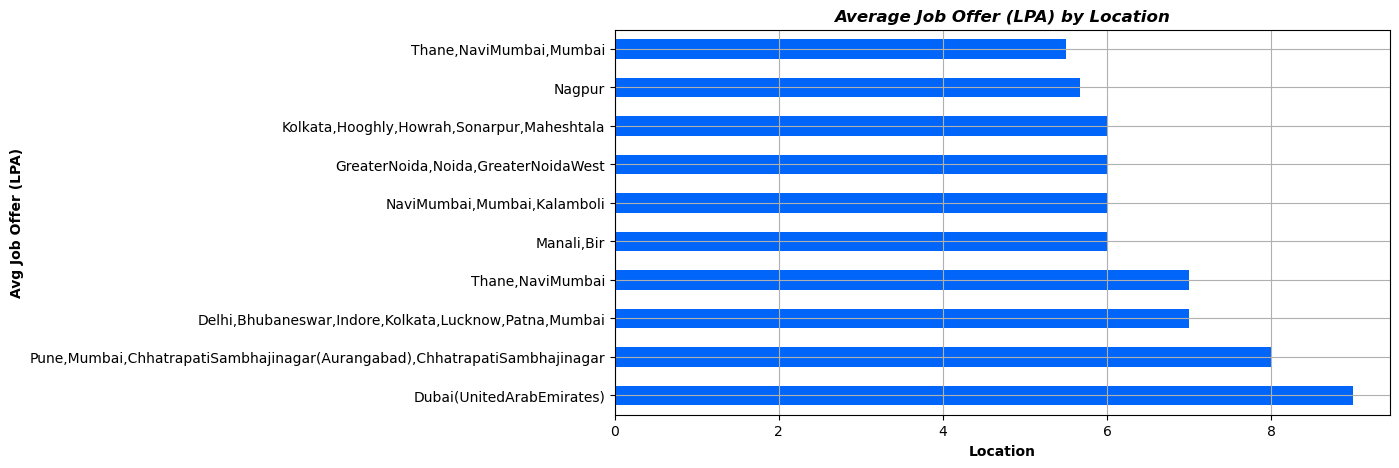 Average Job Offer (LPA) by Location
Thane,NaviMumbai,Mumbai
Nagpur
Kolkata,Hooghly,Howrah,Sonarpur,Maheshtala
GreaterNoida,Noida,GreaterNoidaWest
NaviMumbai,Mumbai,Kalamboli
Manali,Bir
Thane,NaviMumbai
Delhi,Bhubaneswar,Indore,Kolkata,Lucknow,Patna,Mumbai
Pune,Mumbai,ChhatrapatiSambhajinagar(Aurangabad),ChhatrapatiSambhajinagar
Dubai(UnitedArabEmirates)
Avg Job Offer (LPA)
0 2 4 6 8
Location